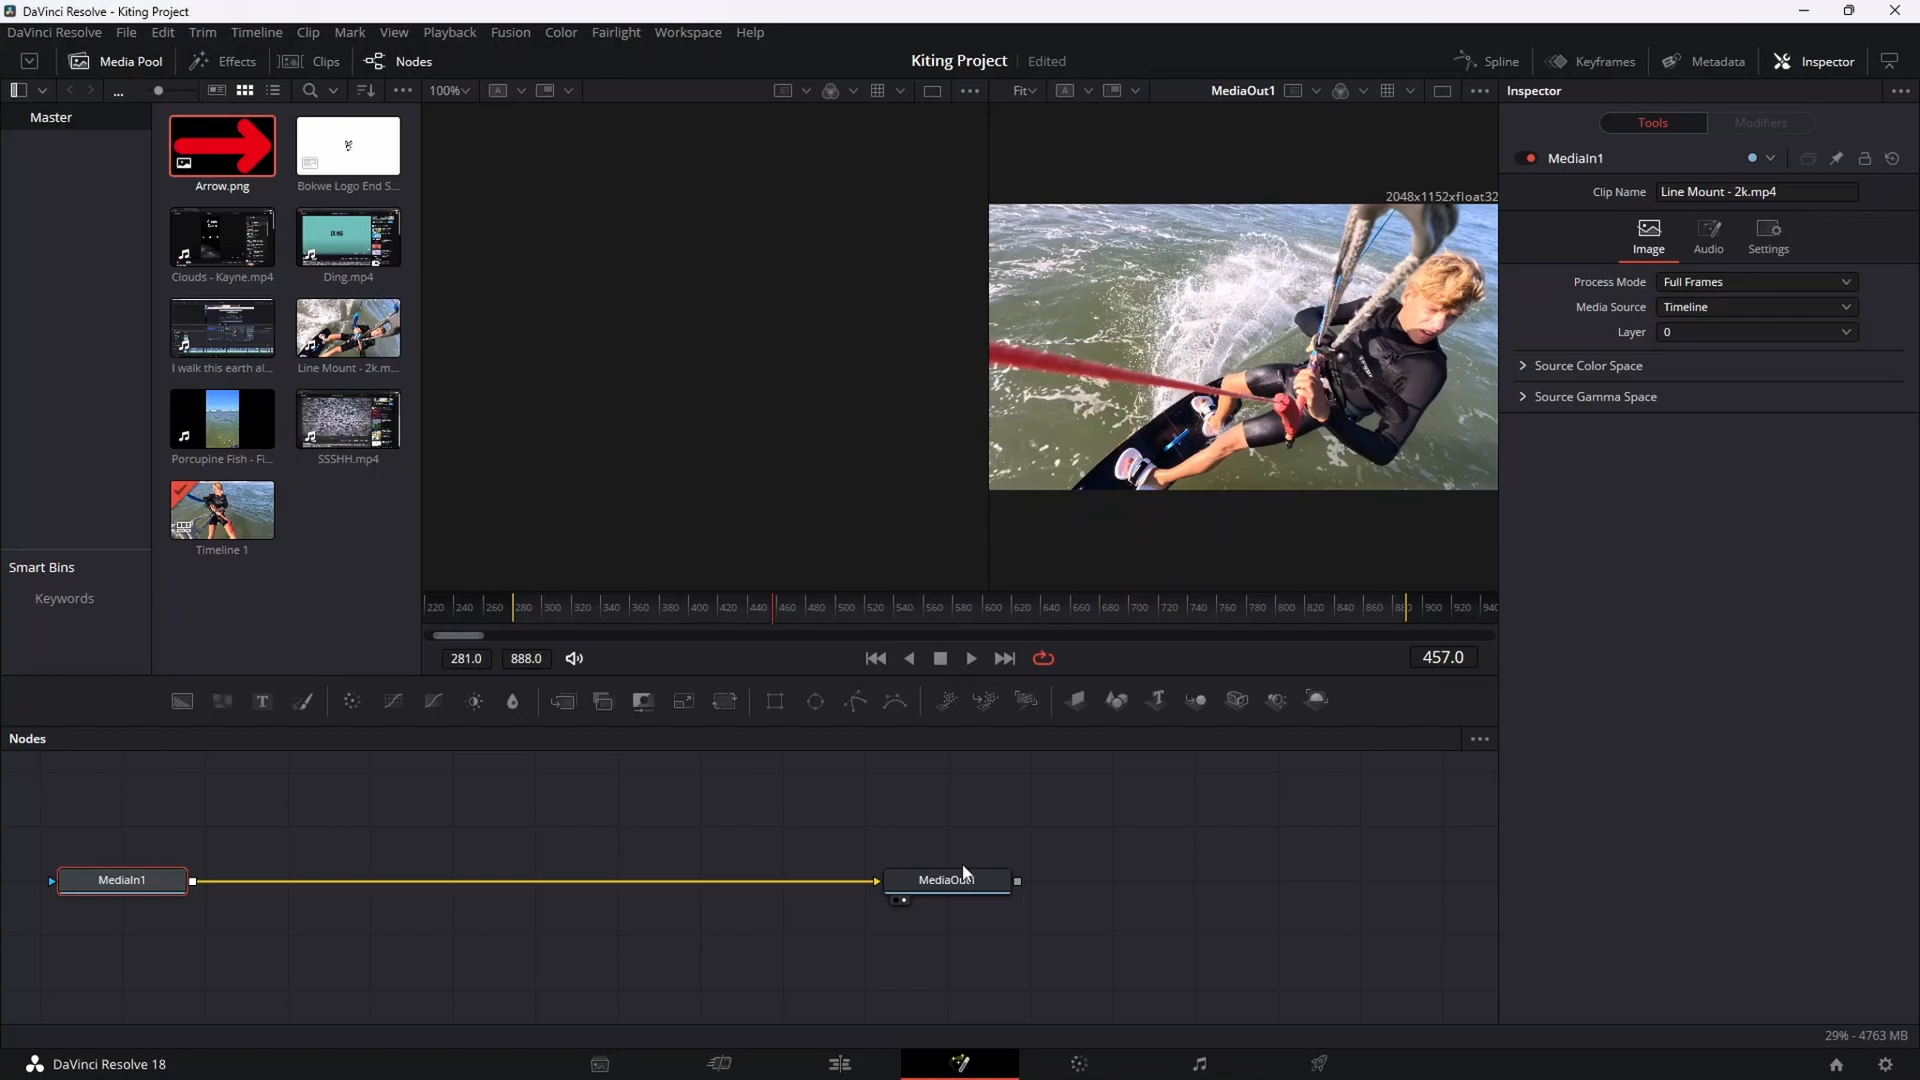 DaVinci Resolve - Kiting Project
DaVinci Resolve File Edit Trim Timeline Clip Mark View Playback Fusion Color Fairlight Workspace Help
Media Pool Effects Clips Nodes Kiting Project Edited Spline Keyframes Metadata Inspector
... 100% A Fit A MediaOut1 Inspector
Master
Tools Modifiers
MediaIn1
Clip Name Line Mount - 2k.mp4
Arrow.png Bokwe Logo End S...
2048x1152xfloat32
Image Audio Settings
DING
Clouds - Kayne.mp4 Ding.mp4
Process Mode Full Frames
Media Source Timeline
Layer 0
Source Color Space
I walk this earth al... Line Mount - 2k.m...
Source Gamma Space
Porcupine Fish - Fi... SSSHH.mp4
Timeline 1
Smart Bins
Keywords
220 240 260 280 300 320 340 360 380 400 420 440 460 480 500 520 540 560 580 600 620 640 660 680 700 720 740 760 780 800 820 840 860 900 920
281.0 888.0 457.0
T T
Nodes
MediaIn1 MediaOut1
29% - 4763 MB
DaVinci Resolve 18